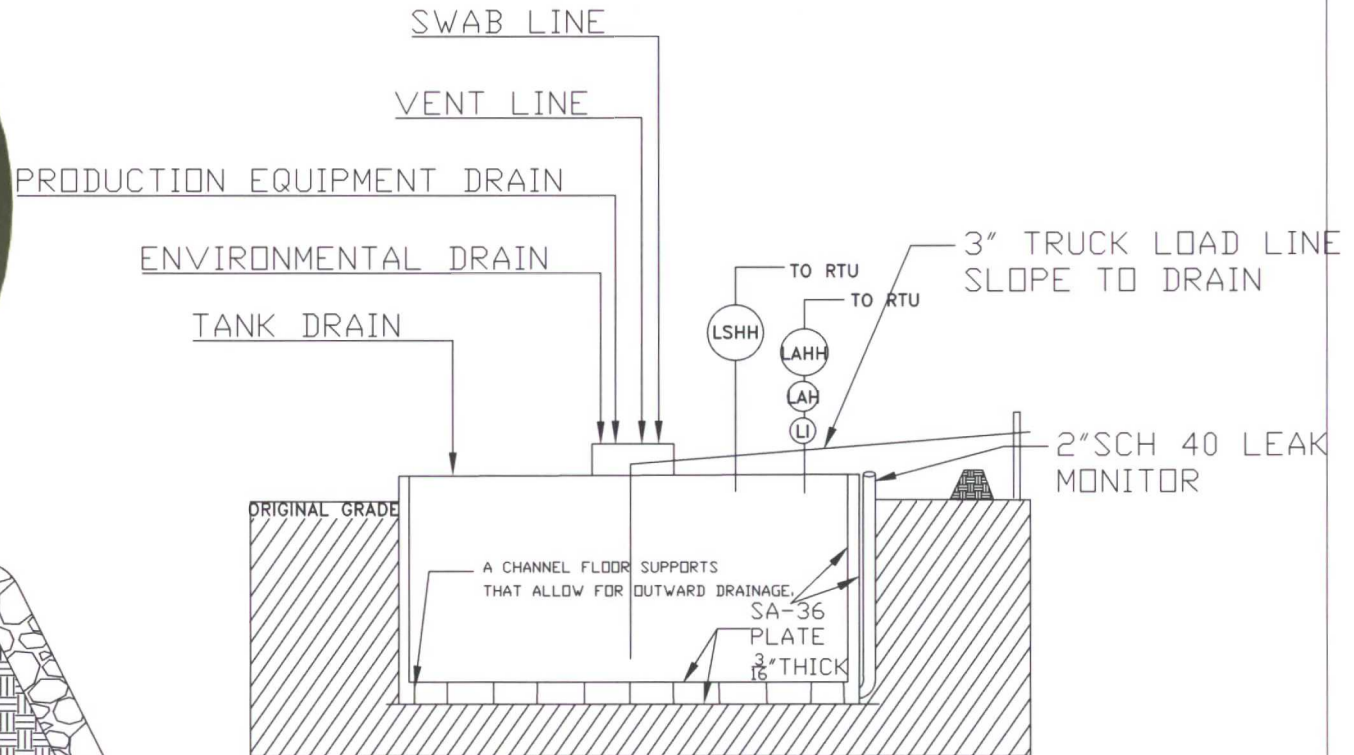 SWAB LINE
VENT LINE
PRODUCTION EQUIPMENT DRAIN
ENVIRONMENTAL DRAIN
TANK DRAIN
TO RTU
TO RTU
3" TRUCK LOAD LINE
SLOPE TO DRAIN
LSHH
LAHH
LAH
LI
2"SCH 40 LEAK
MONITOR
ORIGINAL GRADE
A CHANNEL FLOOR SUPPORTS
THAT ALLOW FOR OUTWARD DRAINAGE.
SA-36
PLATE
3/16"THICK